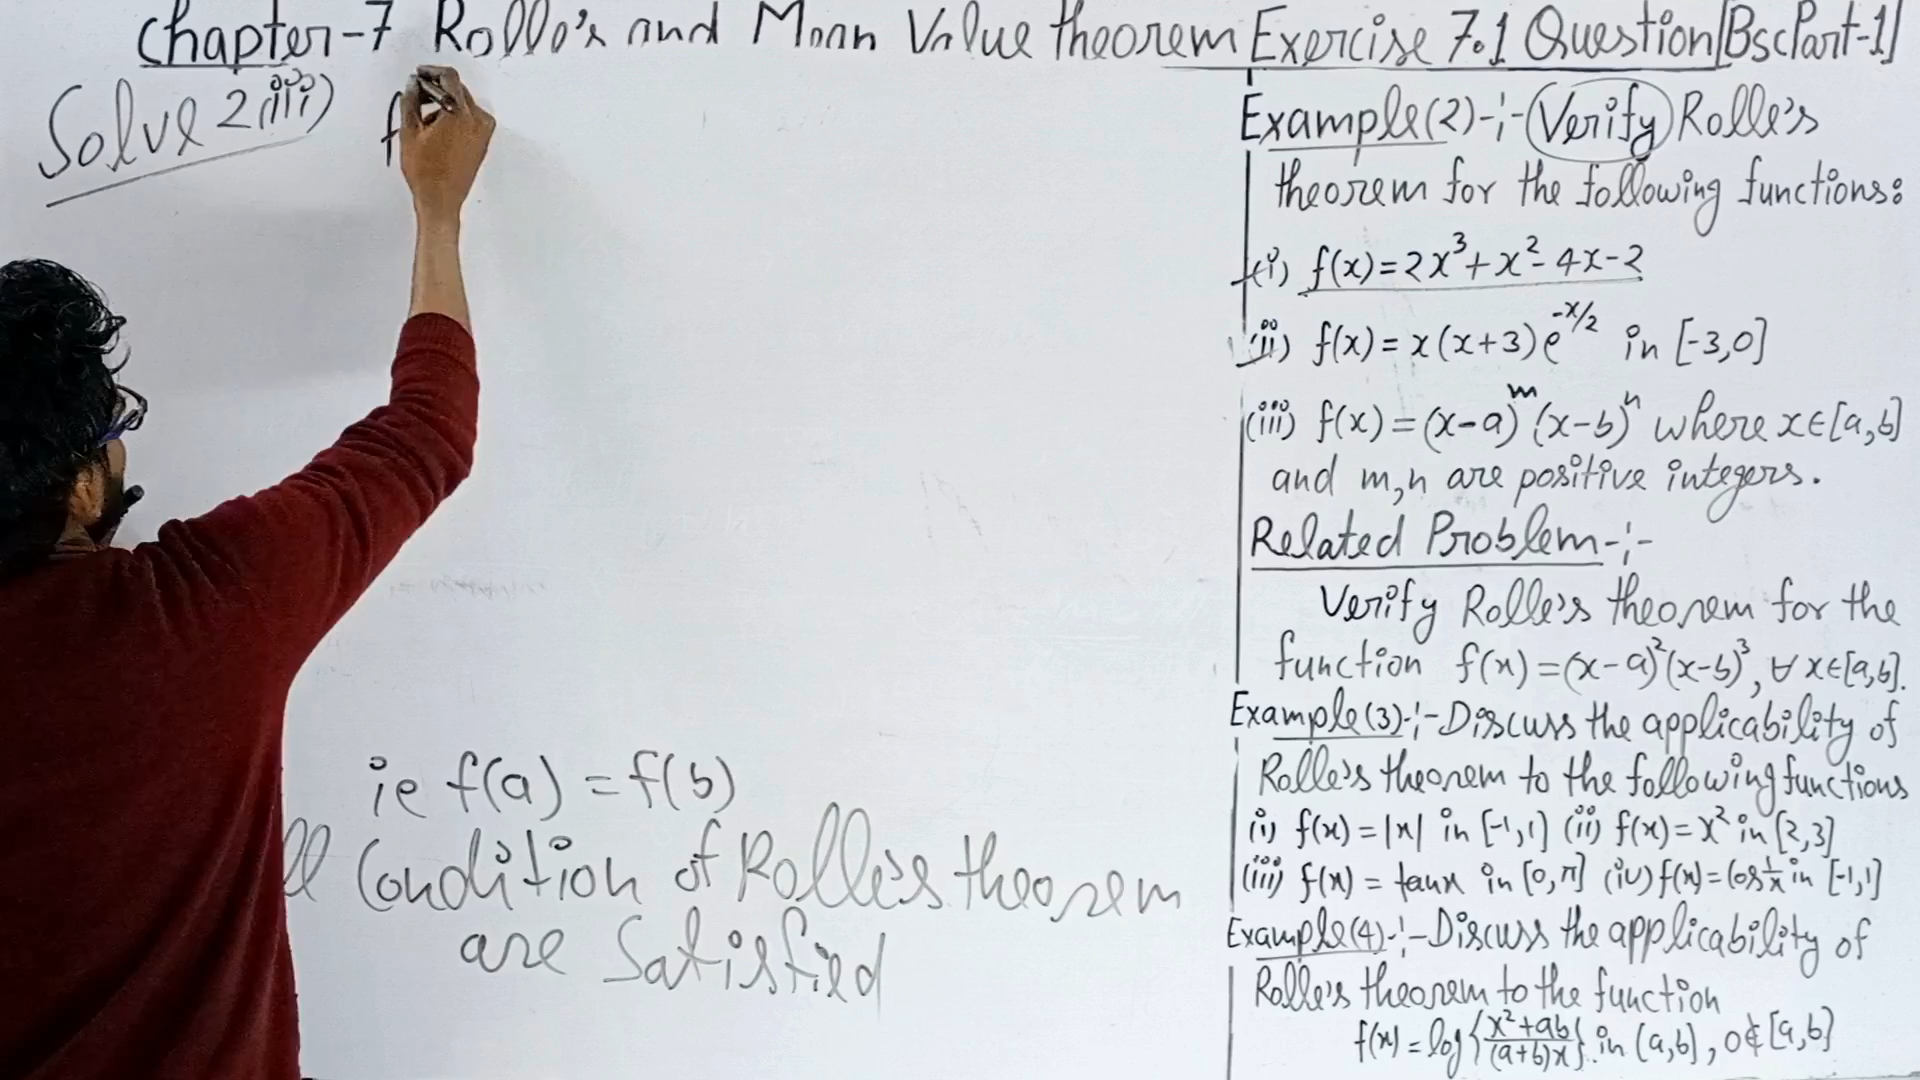 Chapter-7 Rolle's and Mean Value theorem Exercise 7.1 Question [Bsc Part-1]
Solve 2(iii) f
ie f(a) = f(b)
ll Condition of Rolle's theorem
are Satisfied
Example(2)-:- Verify Rolle's
theorem for the following functions:
(i) f(x) = 2x³+x²-4x-2
(ii) f(x) = x(x+3)e^{-x/2} in [-3,0]
(iii) f(x) = (x-a)^m (x-b)^n where x∈[a,b]
and m,n are positive integers.
Related Problem-:-
Verify Rolle's theorem for the
function f(x) = (x-a)²(x-b)³, ∀ x∈[a,b].
Example(3)-:- Discuss the applicability of
Rolle's theorem to the following functions
(i) f(x) = |x| in [-1,1] (ii) f(x) = x² in [2,3]
(iii) f(x) = tanx in [0,π] (iv) f(x) = cos 1/x in [-1,1]
Example(4)-:- Discuss the applicability of
Rolle's theorem to the function
f(x) = log{(x²+ab)/((a+b)x)} in (a,b), 0∉[a,b]